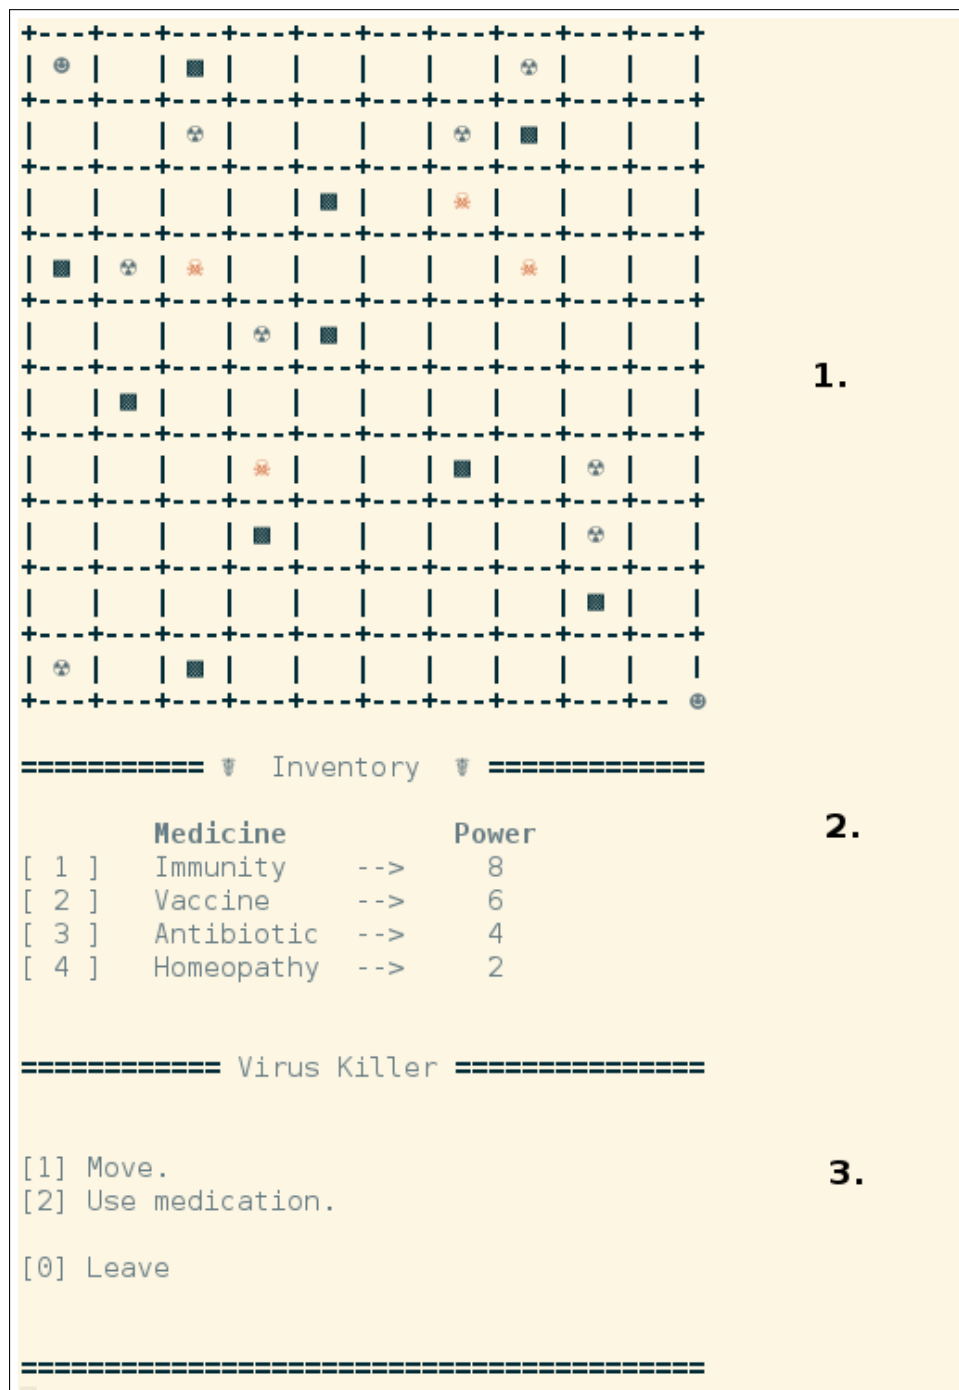 +---+---+---+---+---+---+---+---+---+---+
| ☻ |   | ▓ |   |   |   |   | ☢ |   |   |
+---+---+---+---+---+---+---+---+---+---+
|   |   | ☢ |   |   |   | ☢ | ▓ |   |   |
+---+---+---+---+---+---+---+---+---+---+
|   |   |   |   | ▓ |   | ☠ |   |   |   |
+---+---+---+---+---+---+---+---+---+---+
| ▓ | ☢ | ☠ |   |   |   |   | ☠ |   |   |
+---+---+---+---+---+---+---+---+---+---+
|   |   |   | ☢ | ▓ |   |   |   |   |   |
+---+---+---+---+---+---+---+---+---+---+
1.
|   | ▓ |   |   |   |   |   |   |   |   |
+---+---+---+---+---+---+---+---+---+---+
|   |   |   | ☠ |   |   | ▓ |   | ☢ |   |
+---+---+---+---+---+---+---+---+---+---+
|   |   |   | ▓ |   |   |   |   | ☢ |   |
+---+---+---+---+---+---+---+---+---+---+
|   |   |   |   |   |   |   |   | ▓ |   |
+---+---+---+---+---+---+---+---+---+---+
| ☢ |   | ▓ |   |   |   |   |   |   |   |
+---+---+---+---+---+---+---+---+---+-- ☻
=========== ☤  Inventory  ☤ =============
Medicine Power 2.
[ 1 ] Immunity --> 8
[ 2 ] Vaccine --> 6
[ 3 ] Antibiotic --> 4
[ 4 ] Homeopathy --> 2
============ Virus Killer ===============
[1] Move. 3.
[2] Use medication.
[0] Leave
=========================================